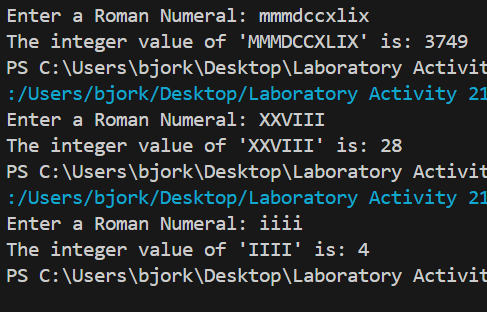 Enter a Roman Numeral: mmmdccxlix
The integer value of 'MMMDCCXLIX' is: 3749
PS C:\Users\bjork\Desktop\Laboratory Activit
:/Users/bjork/Desktop/Laboratory Activity 21
Enter a Roman Numeral: XXVIII
The integer value of 'XXVIII' is: 28
PS C:\Users\bjork\Desktop\Laboratory Activit
:/Users/bjork/Desktop/Laboratory Activity 21
Enter a Roman Numeral: iiii
The integer value of 'IIII' is: 4
PS C:\Users\bjork\Desktop\Laboratory Activit